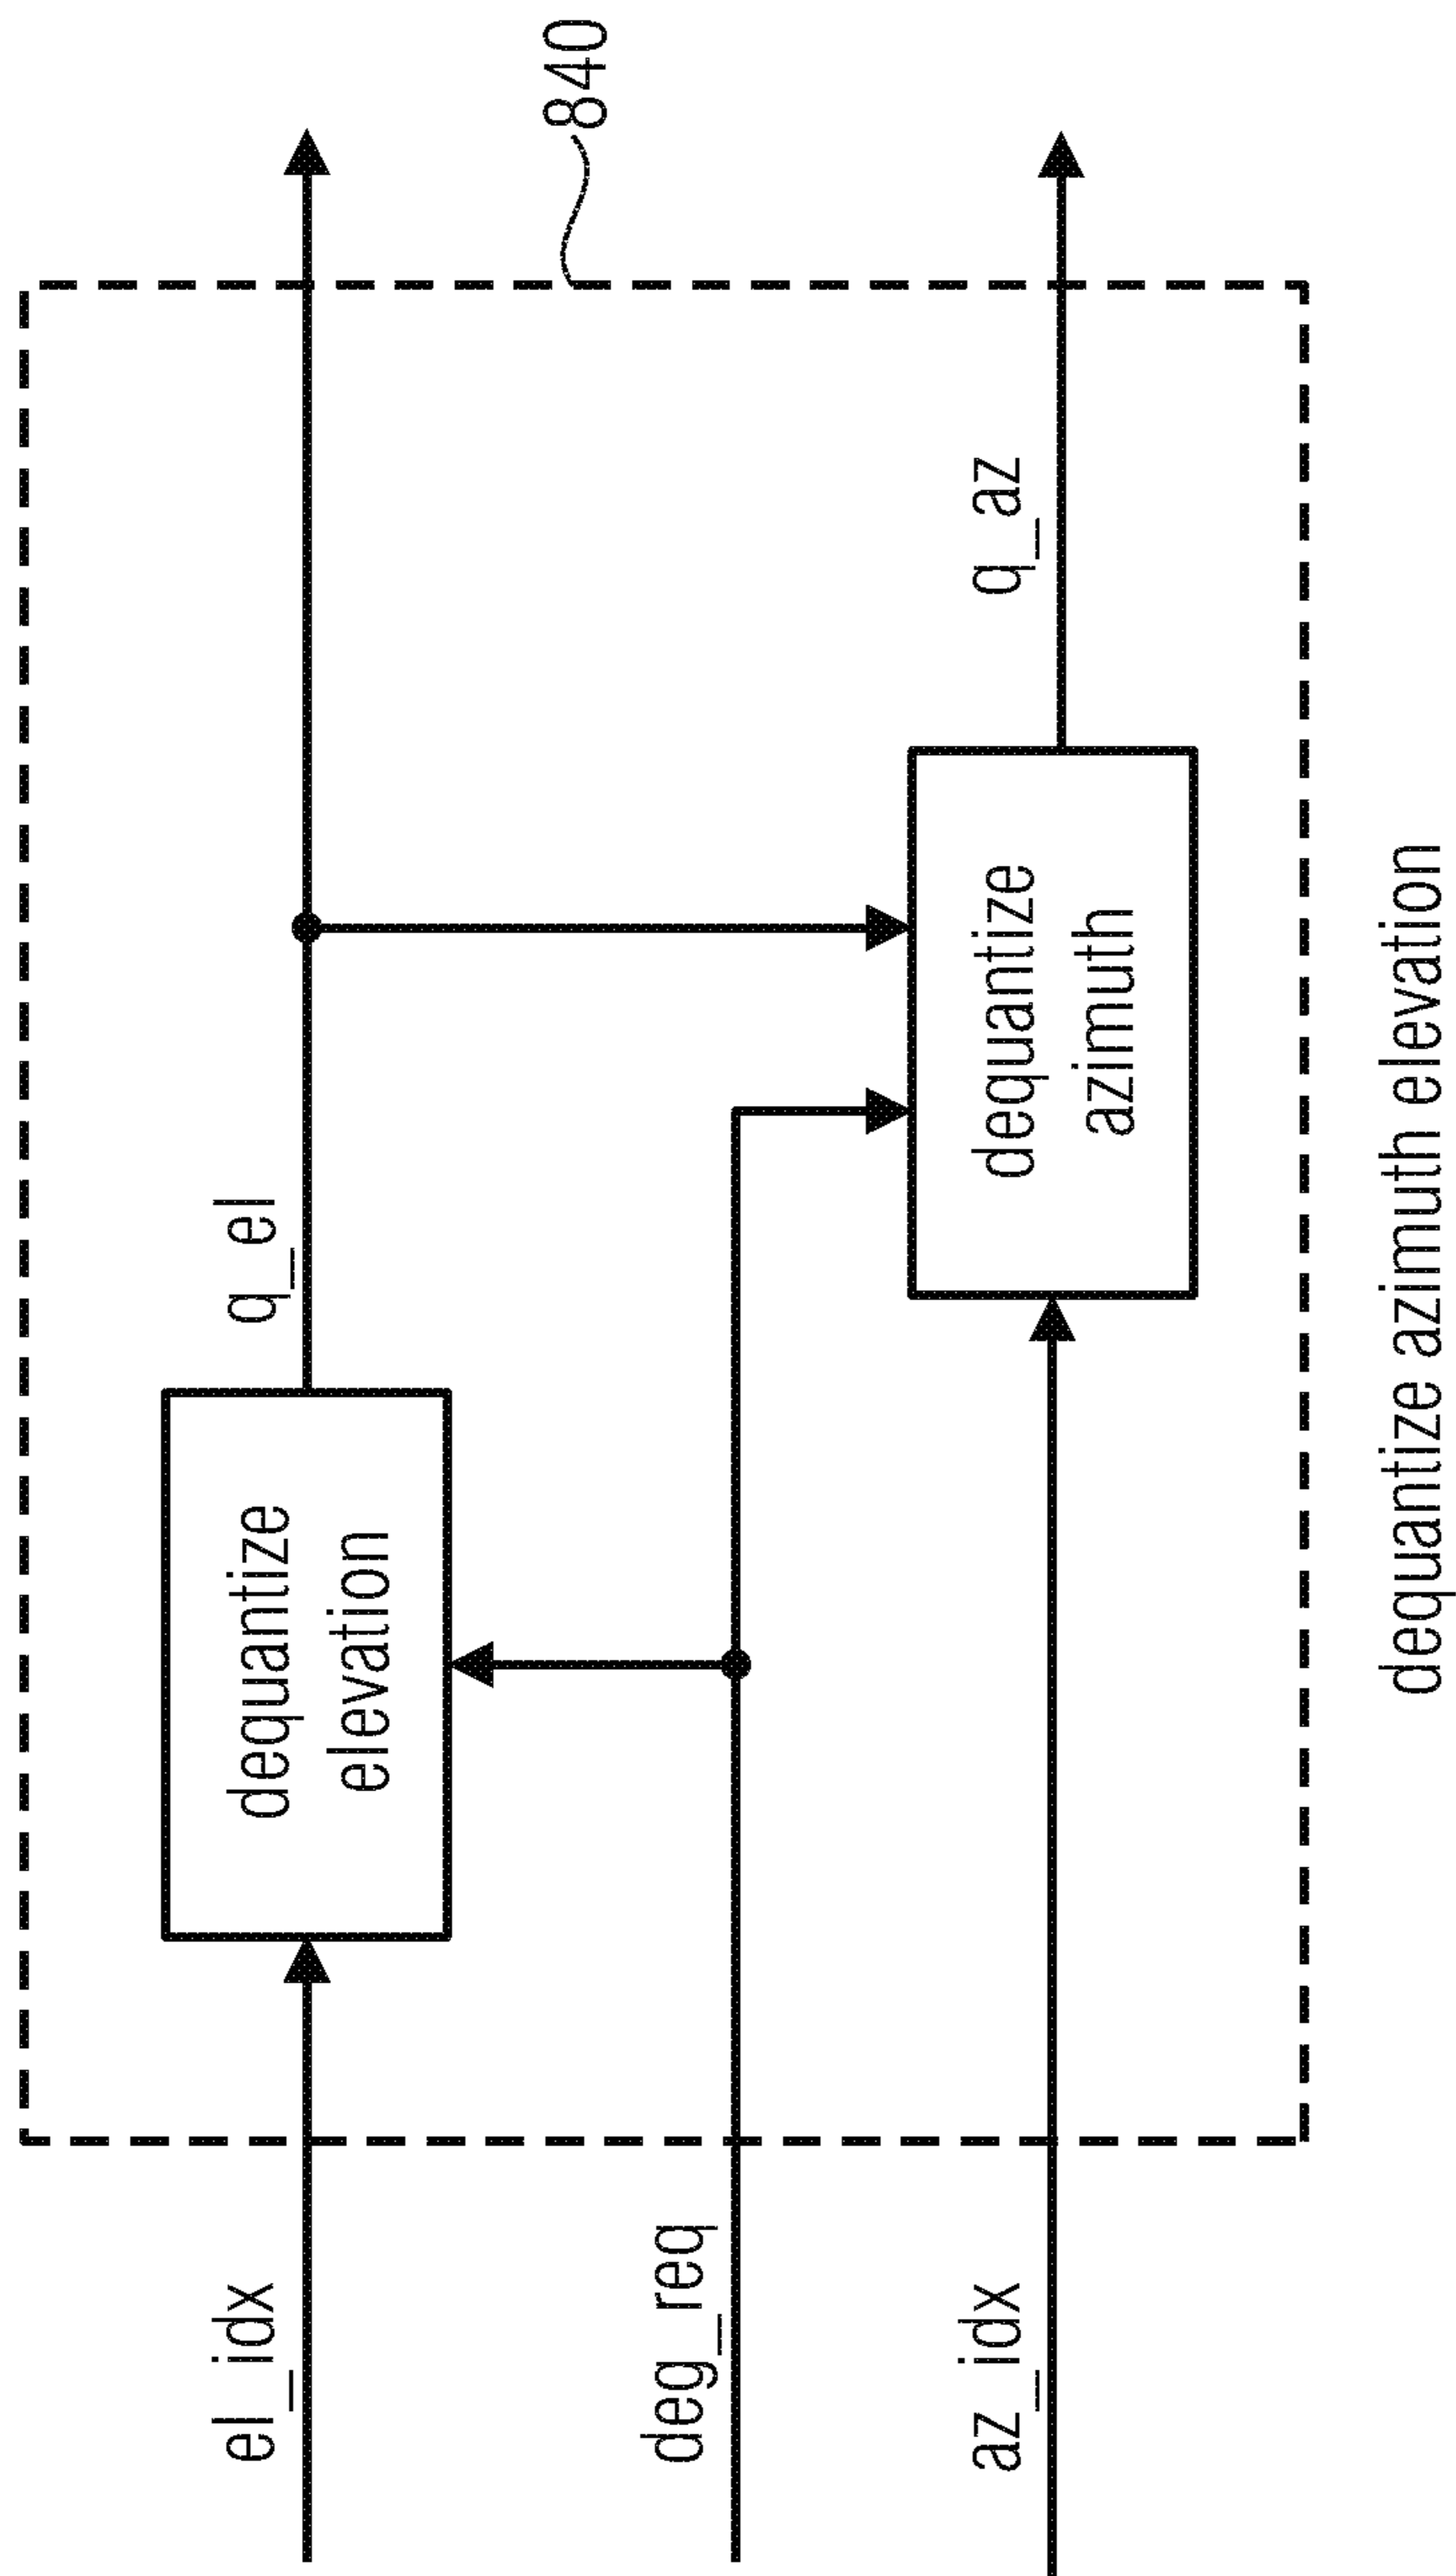 840
el_idx
q_el
dequantize
elevation
deg_req
az_idx
q_az
dequantize
azimuth
dequantize azimuth elevation